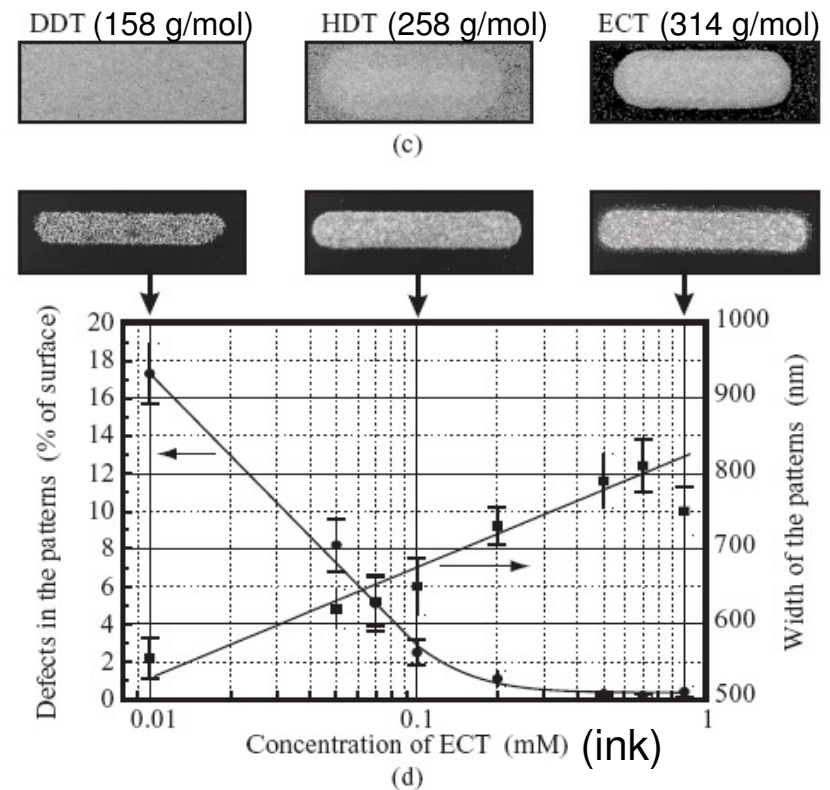 DDT (158 g/mol) HDT (258 g/mol) ECT (314 g/mol)
(c)
Defects in the patterns (% of surface)
20
18
16
14
12
10
8
6
4
2
0
1000
900
800
700
600
500
Width of the patterns (nm)
0.01 0.1 1
Concentration of ECT (mM) (ink)
(d)